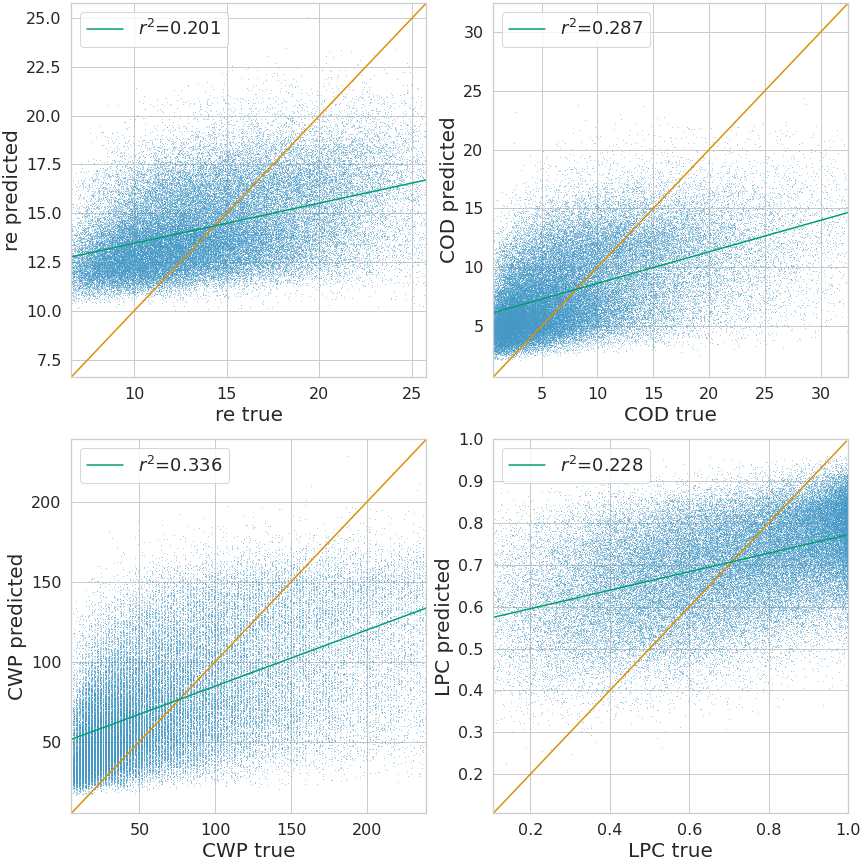 r²=0.201
25.0
22.5
20.0
17.5
15.0
12.5
10.0
7.5
re predicted
10 15 20 25
re true
r²=0.287
30
25
20
15
10
5
COD predicted
5 10 15 20 25 30
COD true
r²=0.336
200
150
100
50
CWP predicted
50 100 150 200
CWP true
r²=0.228
1.0
0.9
0.8
0.7
0.6
0.5
0.4
0.3
0.2
LPC predicted
0.2 0.4 0.6 0.8 1.0
LPC true